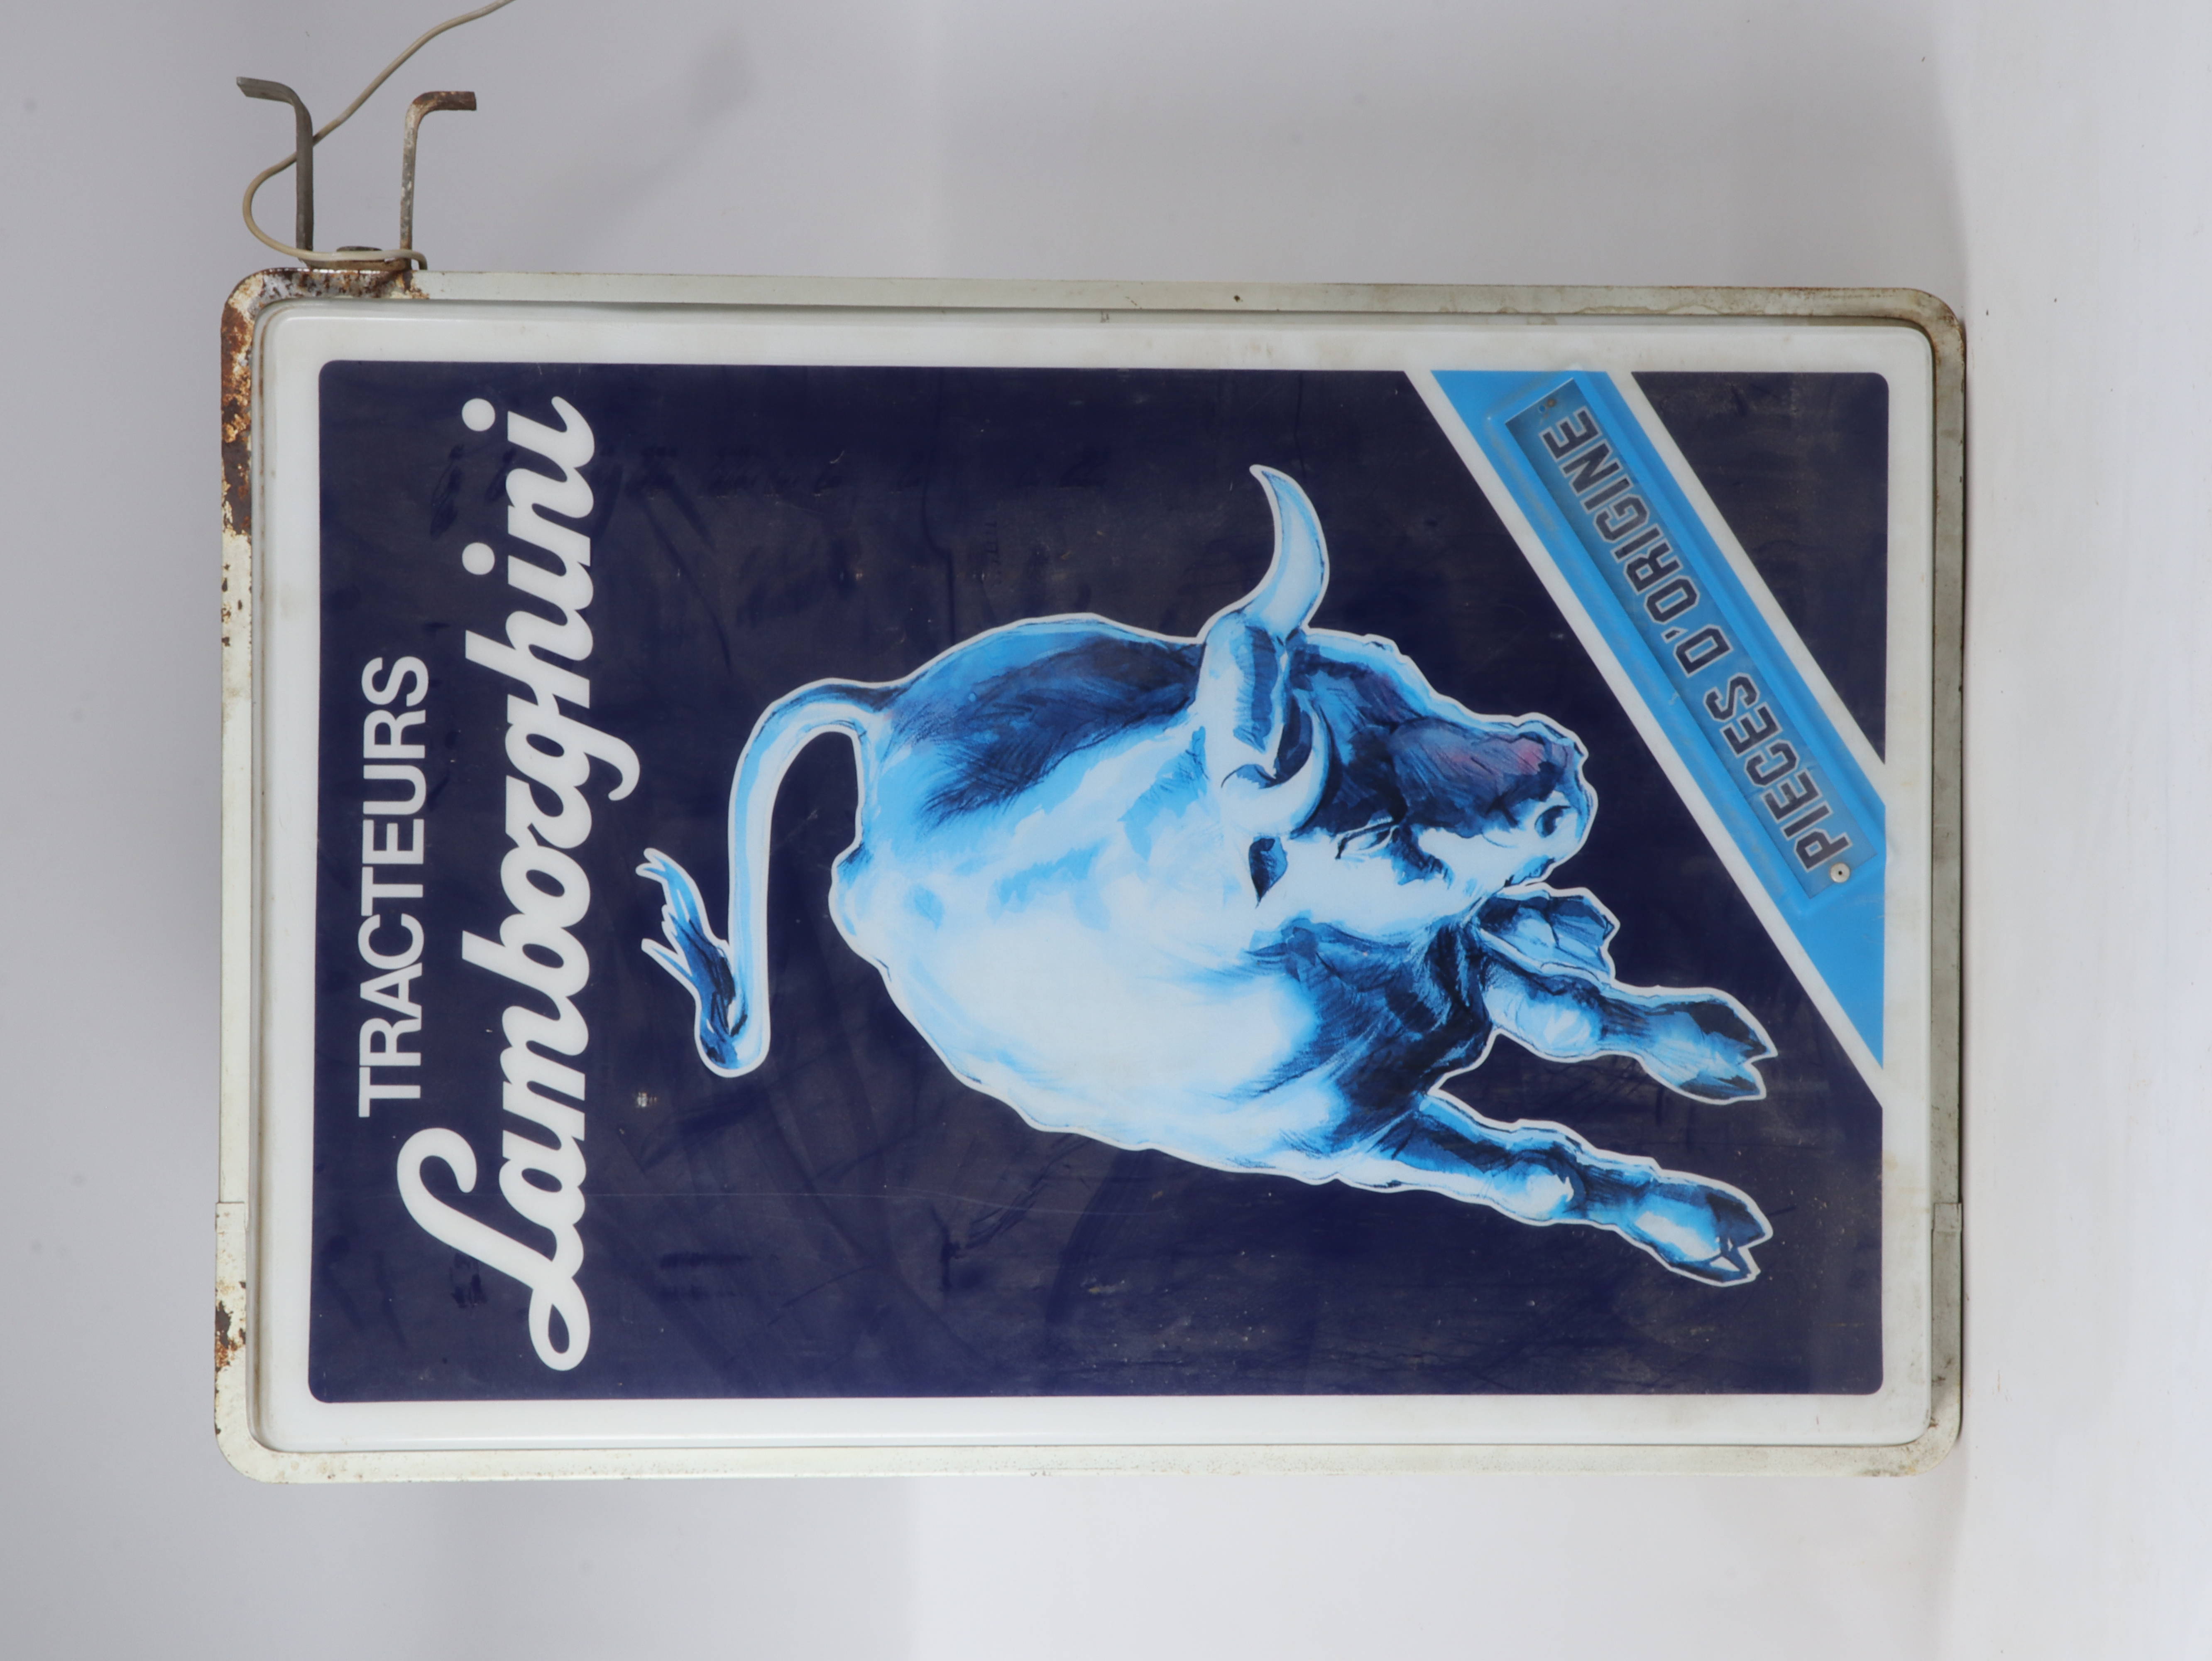 TRACTEURS
Lamborghini
PIECES D'ORIGINE